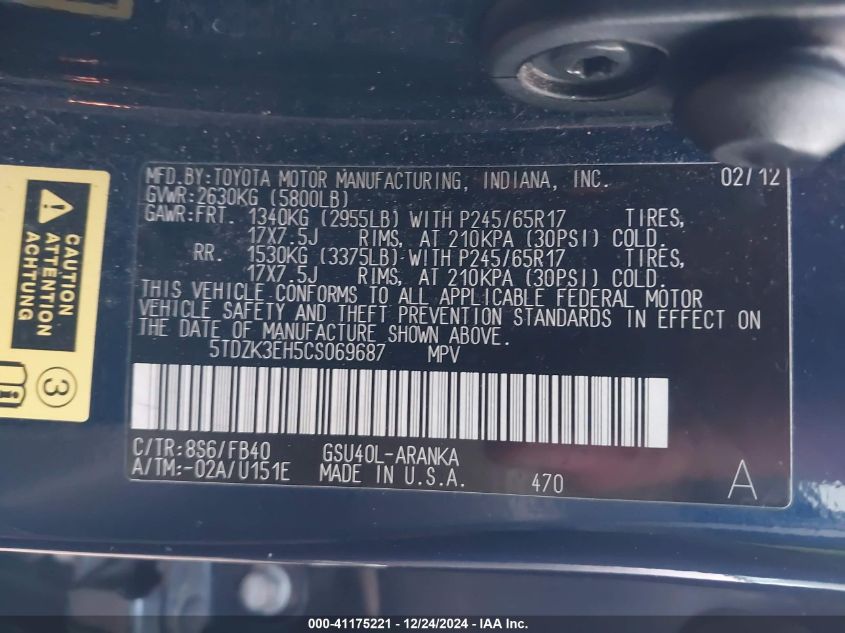 MFD. BY: TOYOTA MOTOR MANUFACTURING, INDIANA, INC. 02/12
GVWR: 2630KG (5800LB)
GAWR: FRT. 1340KG (2955LB) WITH P245/65R17 TIRES,
17X7.5J RIMS, AT 210KPA (30PSI) COLD.
RR. 1530KG (3375LB) WITH P245/65R17 TIRES,
17X7.5J RIMS, AT 210KPA (30PSI) COLD.
THIS VEHICLE CONFORMS TO ALL APPLICABLE FEDERAL MOTOR
VEHICLE SAFETY AND THEFT PREVENTION STANDARDS IN EFFECT ON
THE DATE OF MANUFACTURE SHOWN ABOVE.
5TDZK3EH5CS069687 MPV
C/TR: 8S6/FB40 GSU40L-ARANKA
A/TM: -02A/U151E MADE IN U.S.A. 470 A
CAUTION
ATTENTION
ACHTUNG
3
000-41175221 - 12/24/2024 - IAA Inc.